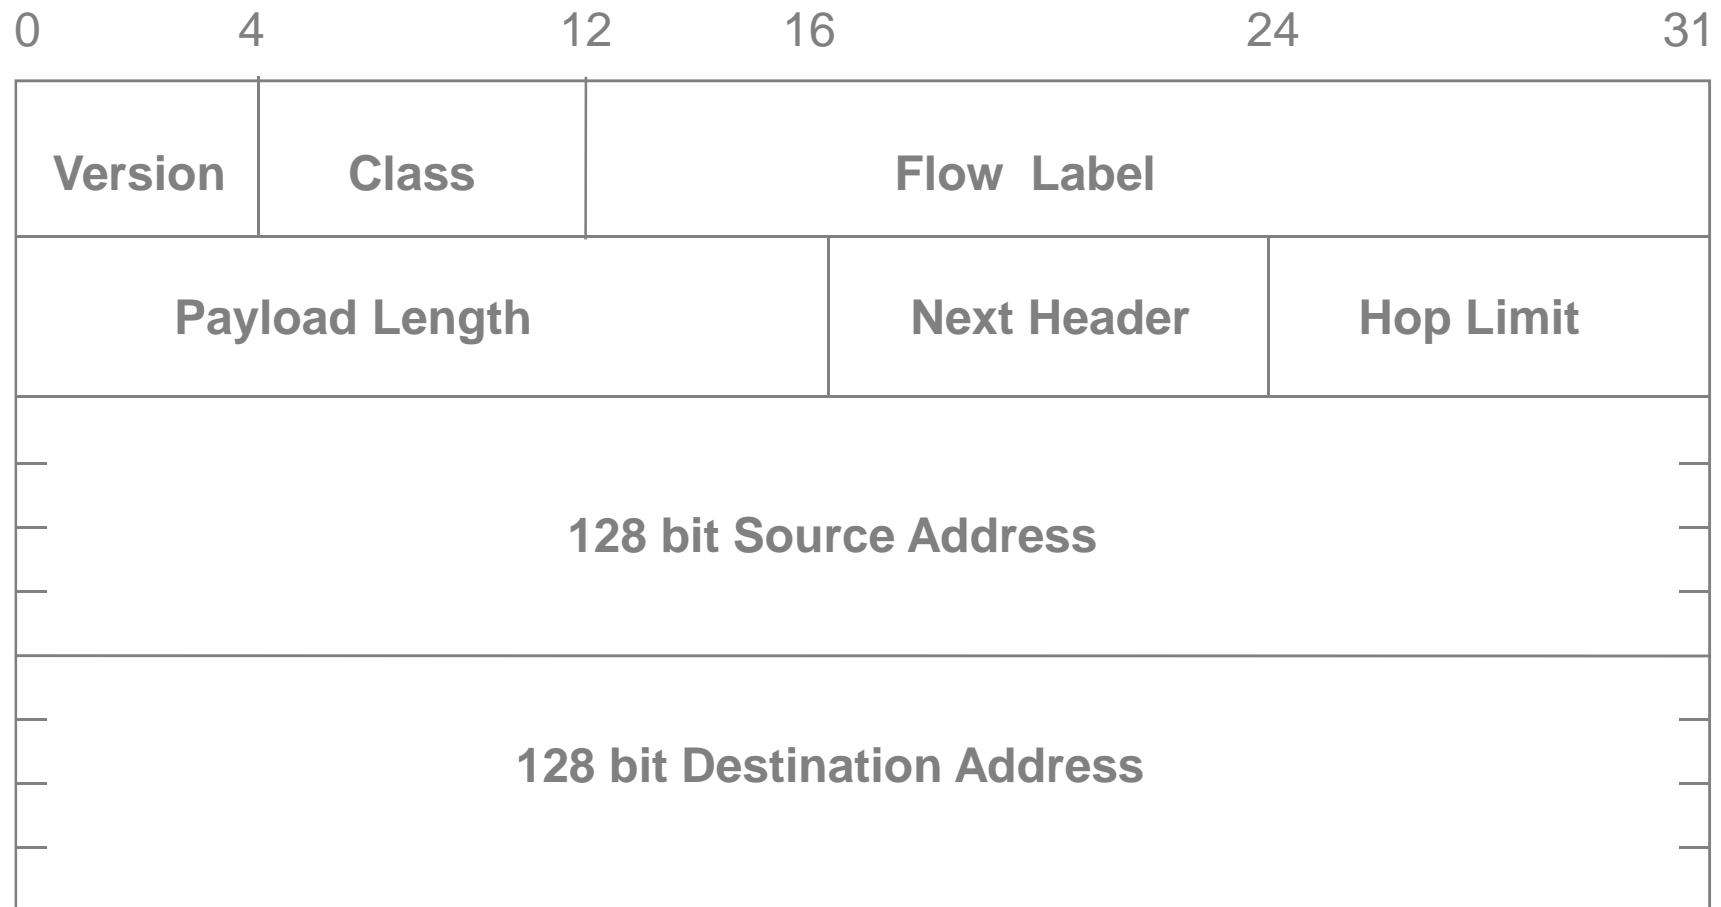 0 4 12 16 24 31
Version Class Flow Label
Payload Length Next Header Hop Limit
128 bit Source Address
128 bit Destination Address